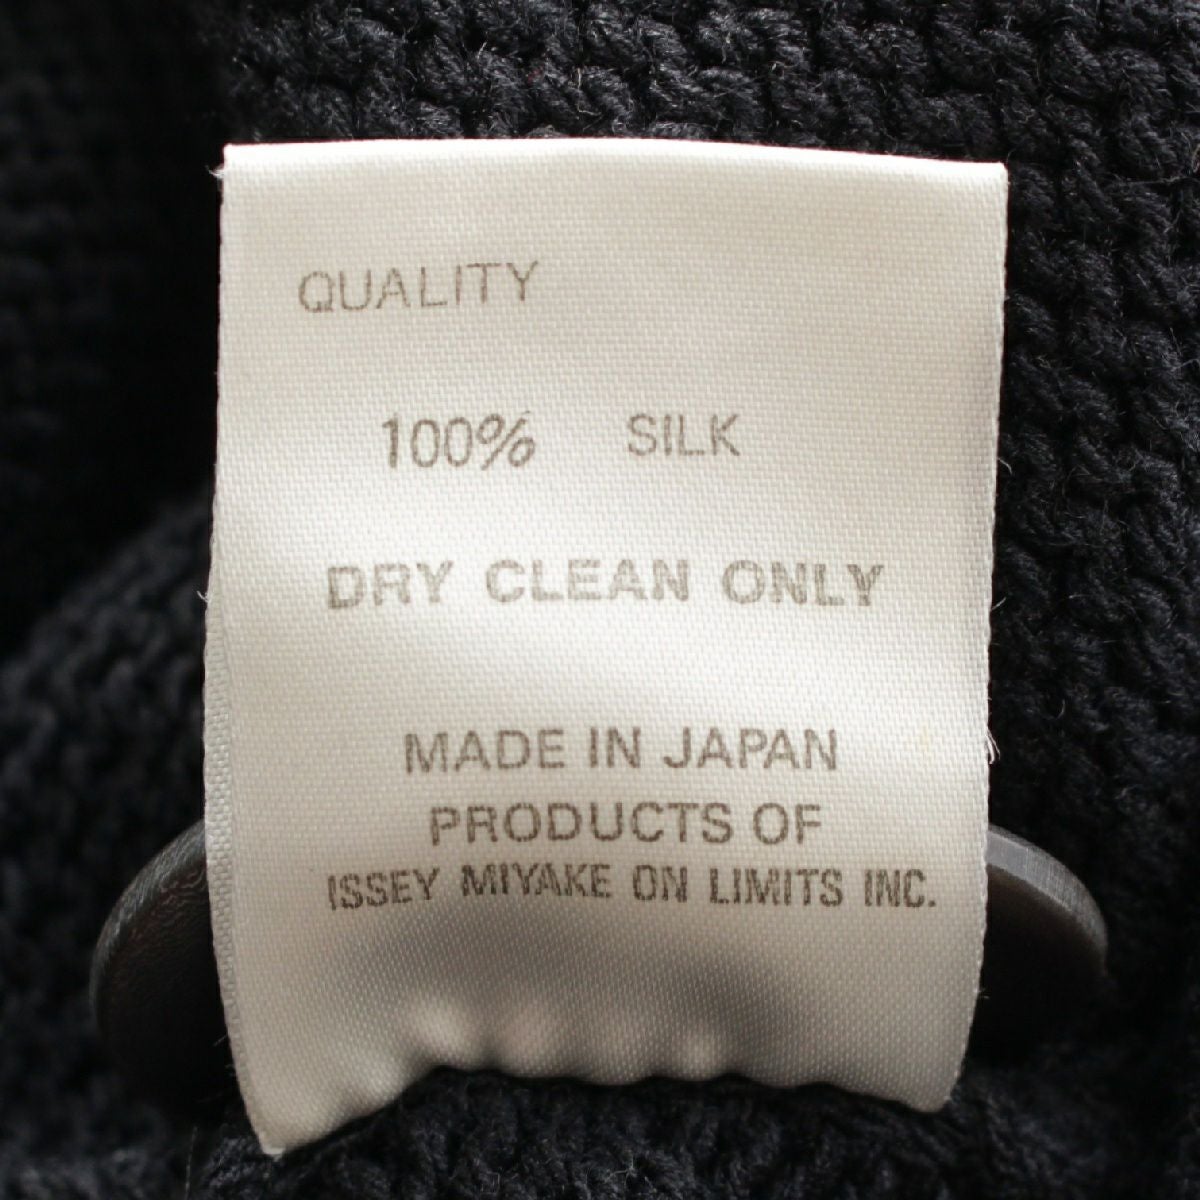 QUALITY
100% SILK
DRY CLEAN ONLY
MADE IN JAPAN
PRODUCTS OF
ISSEY MIYAKE ON LIMITS INC.